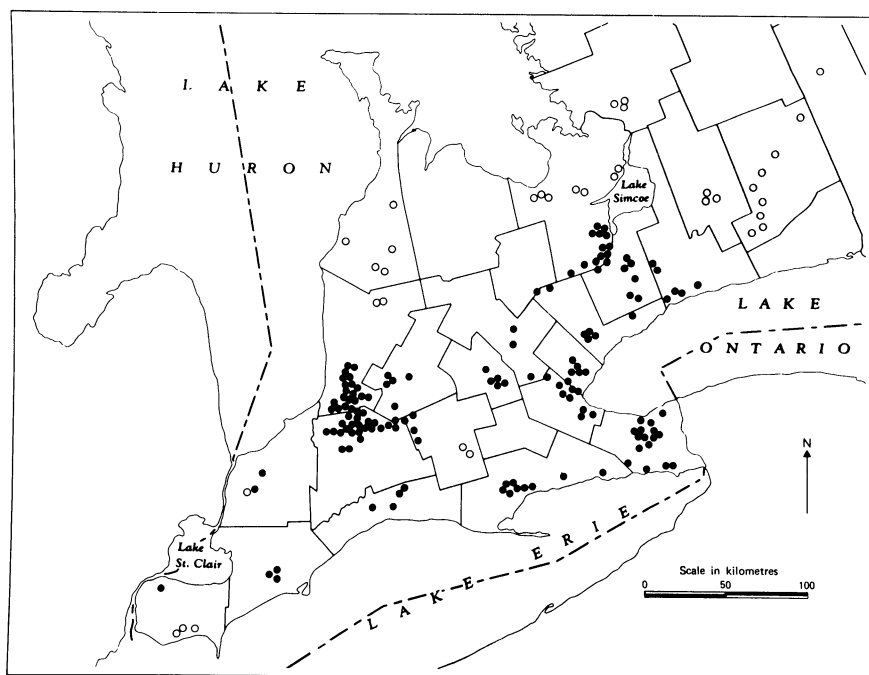 LAKE
HURON
Lake
Simcoe
LAKE
ONTARIO
N
Lake
St. Clair
LAKE ERIE
Scale in kilometres
0 50 100